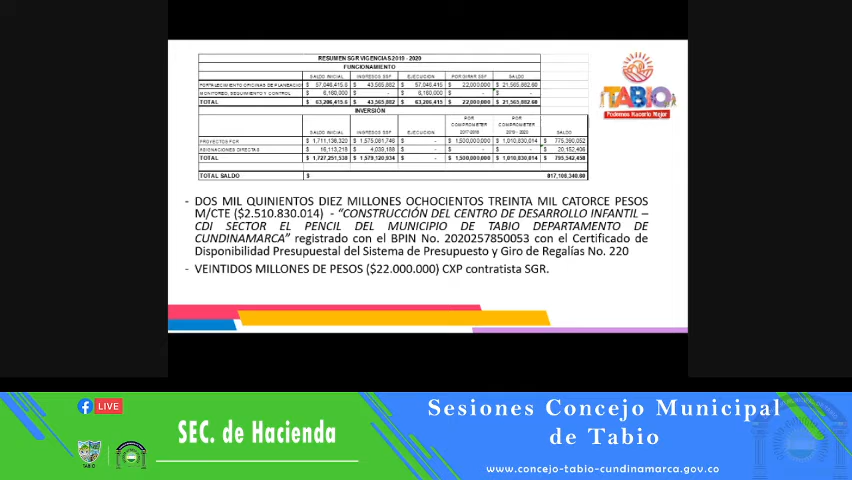 RESUMEN SGR VIGENCIAS 2019 - 2020
FUNCIONAMIENTO
SALDO INICIAL INGRESOS SSF EJECUCION POR GIRAR SSF SALDO
FORTALECIMIENTO OFICINAS DE PLANEACIO $ 57,046,415.6 $ 43,565,882 $ 57,046,415 $ 22,000,000 $ 21,565,882.60
MONITOREO, SEGUIMIENTO Y CONTROL $ 6,160,000 $ - $ 6,160,000 $ - $ -
TOTAL $ 63,206,415.6 $ 43,565,882 $ 63,206,415 $ 22,000,000 $ 21,565,882.60
INVERSIÓN
SALDO INICIAL INGRESOS SSF EJECUCION POR COMPROMETER 2017-2018 POR COMPROMETER 2019 - 2020 SALDO
PROYECTOS FCR $ 1,711,138,320 $ 1,575,081,746 $ - $ 1,500,000,000 $ 1,010,830,014 $ 775,390,052
ASIGNACIONES DIRECTAS $ 16,113,218 $ 4,039,188 $ - $ - $ - $ 20,152,406
TOTAL $ 1,727,251,538 $ 1,579,120,934 $ - $ 1,500,000,000 $ 1,010,830,014 $ 795,542,458
TOTAL SALDO $ 817,108,340.60
TABIO
Podemos Hacerlo Mejor
- DOS MIL QUINIENTOS DIEZ MILLONES OCHOCIENTOS TREINTA MIL CATORCE PESOS
M/CTE ($2.510.830.014) - “CONSTRUCCIÓN DEL CENTRO DE DESARROLLO INFANTIL –
CDI SECTOR EL PENCIL DEL MUNICIPIO DE TABIO DEPARTAMENTO DE
CUNDINAMARCA” registrado con el BPIN No. 2020257850053 con el Certificado de
Disponibilidad Presupuestal del Sistema de Presupuesto y Giro de Regalías No. 220
- VEINTIDOS MILLONES DE PESOS ($22.000.000) CXP contratista SGR.
LIVE
SEC. de Hacienda
TABIO
Sesiones Concejo Municipal
de Tabio
www.concejo-tabio-cundinamarca.gov.co